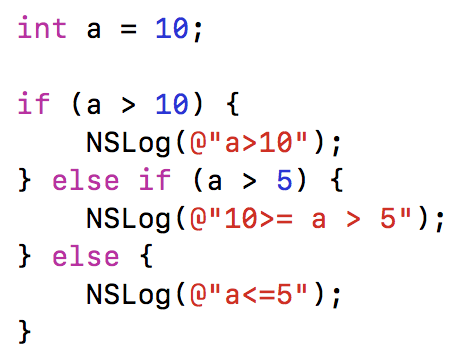 int a = 10;

if (a > 10) {
    NSLog(@"a>10");
} else if (a > 5) {
    NSLog(@"10>= a > 5");
} else {
    NSLog(@"a<=5");
}